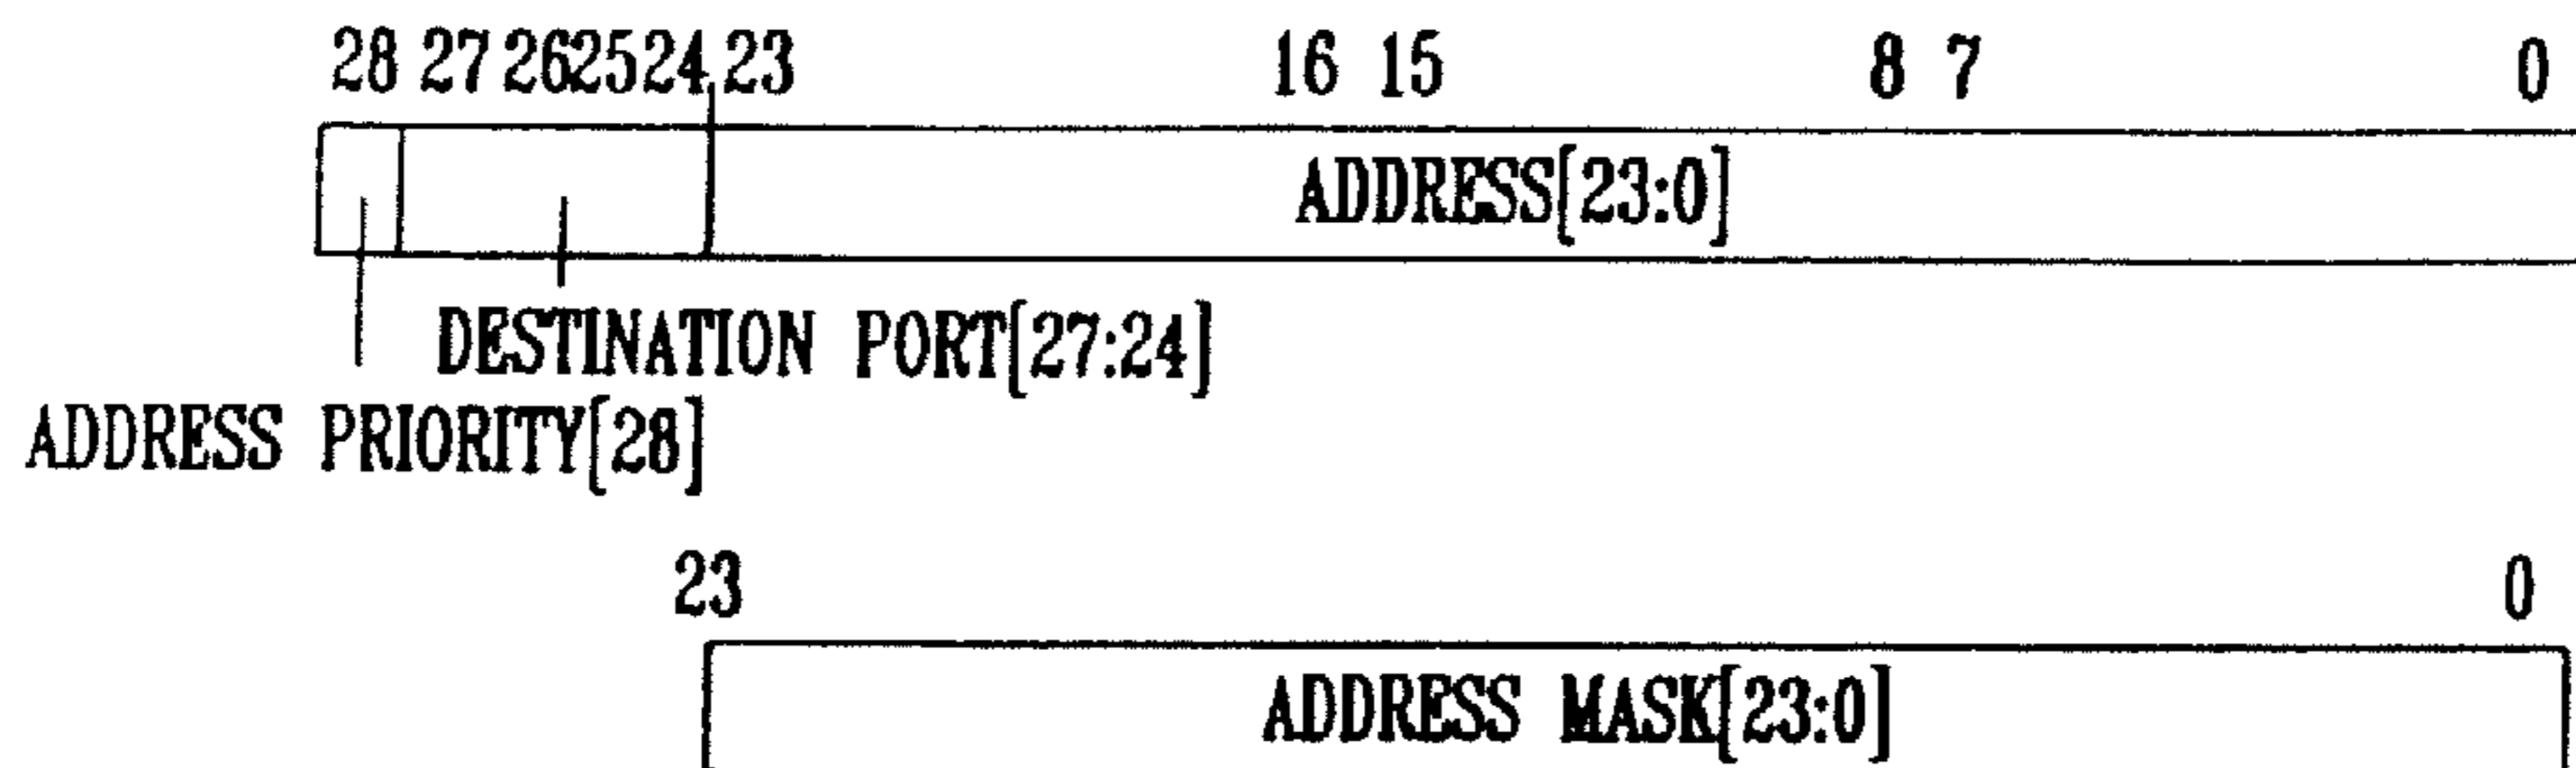 28 27 26 25 24 23 16 15 8 7 0
ADDRESS[23:0]
DESTINATION PORT[27:24]
ADDRESS PRIORITY[28]
23 0
ADDRESS MASK[23:0]